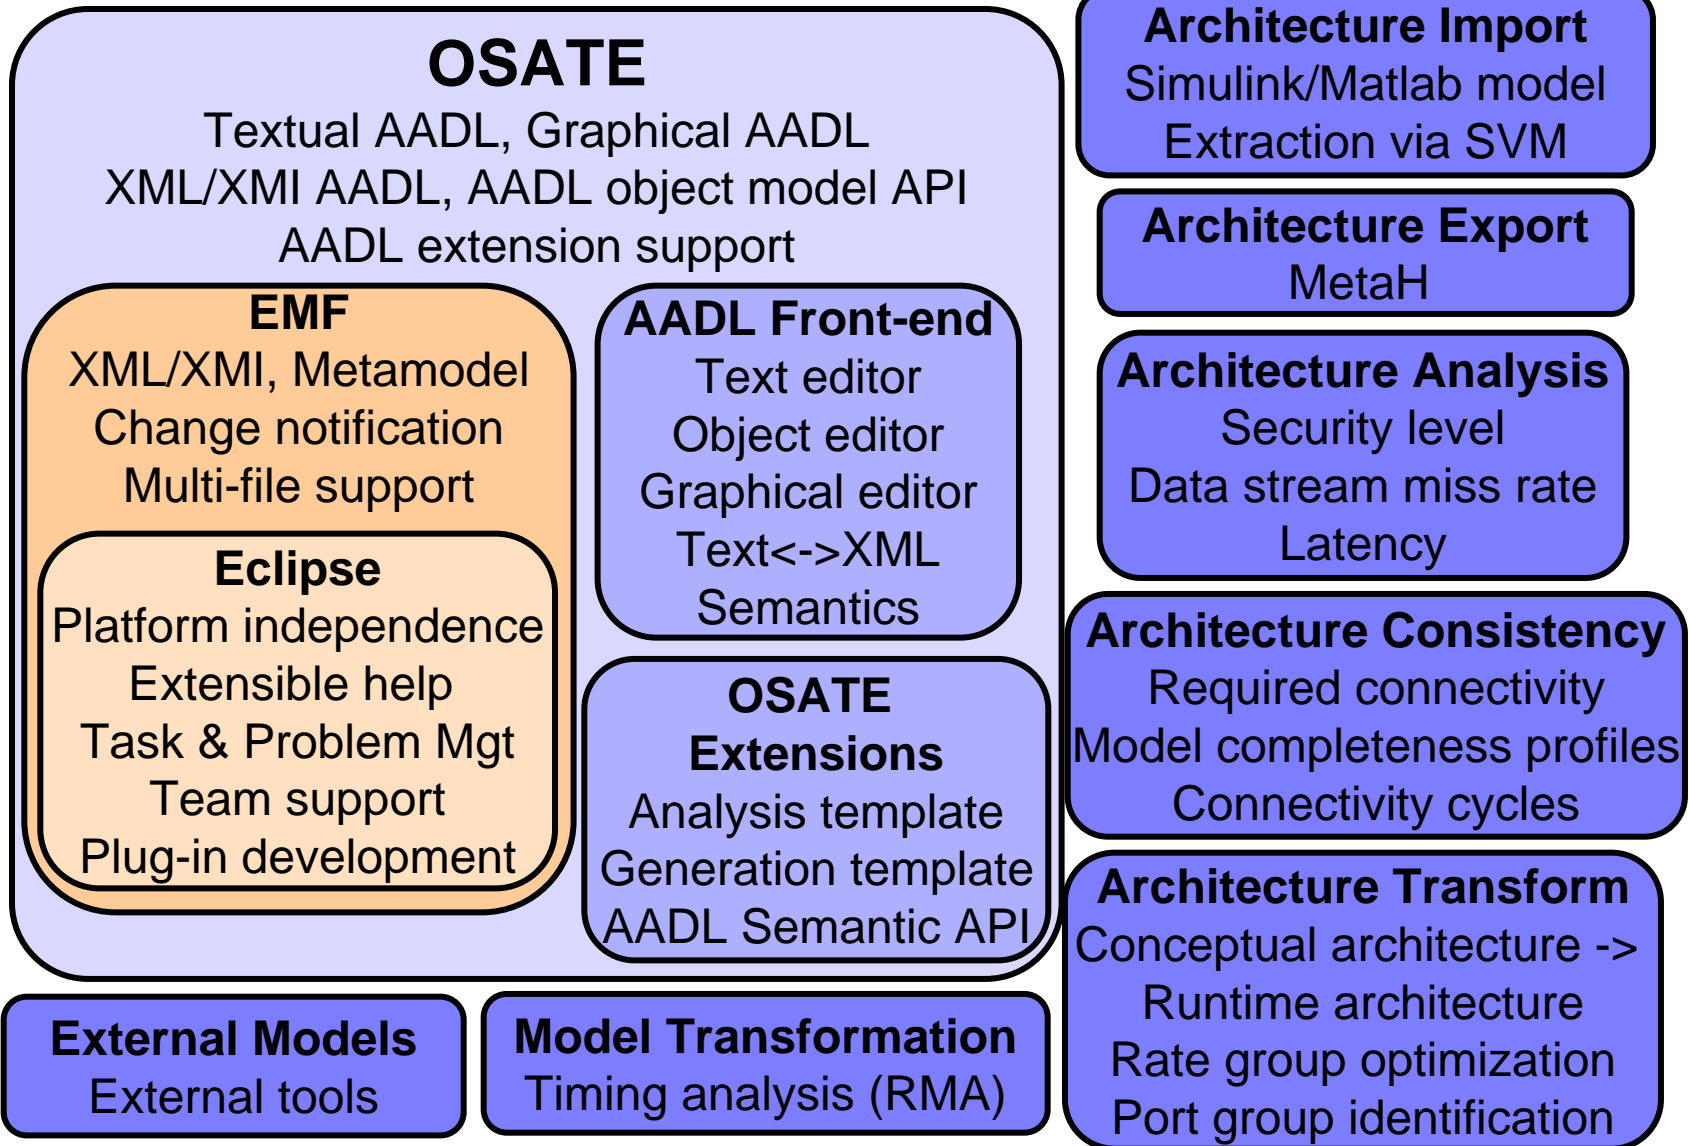 OSATE
Textual AADL, Graphical AADL
XML/XMI AADL, AADL object model API
AADL extension support
EMF
XML/XMI, Metamodel
Change notification
Multi-file support
Eclipse
Platform independence
Extensible help
Task & Problem Mgt
Team support
Plug-in development
AADL Front-end
Text editor
Object editor
Graphical editor
Text<->XML
Semantics
OSATE
Extensions
Analysis template
Generation template
AADL Semantic API
External Models
External tools
Model Transformation
Timing analysis (RMA)
Architecture Import
Simulink/Matlab model
Extraction via SVM
Architecture Export
MetaH
Architecture Analysis
Security level
Data stream miss rate
Latency
Architecture Consistency
Required connectivity
Model completeness profiles
Connectivity cycles
Architecture Transform
Conceptual architecture ->
Runtime architecture
Rate group optimization
Port group identification